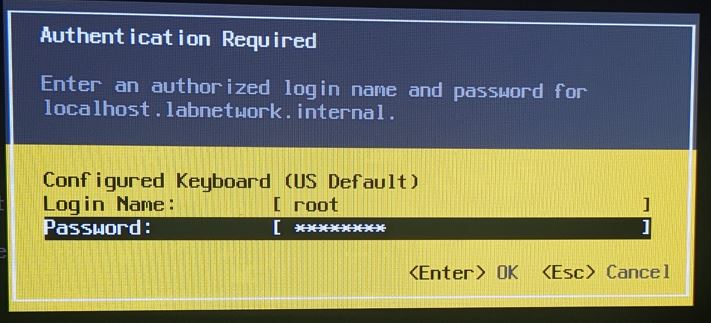 Authentication Required
Enter an authorized login name and password for
localhost.labnetwork.internal.
Configured Keyboard (US Default)
Login Name: [ root ]
Password: [ ******** ]
<Enter> OK <Esc> Cancel